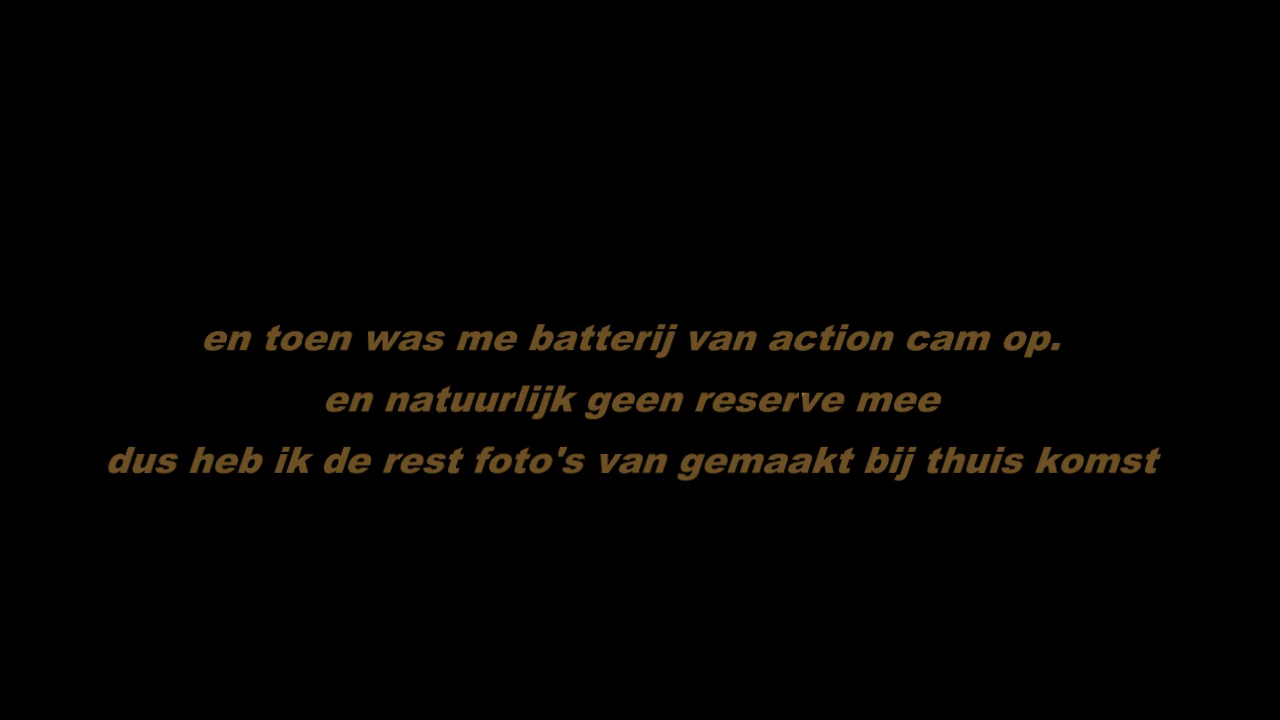 en toen was me batterij van action cam op.
en natuurlijk geen reserve mee
dus heb ik de rest foto's van gemaakt bij thuis komst